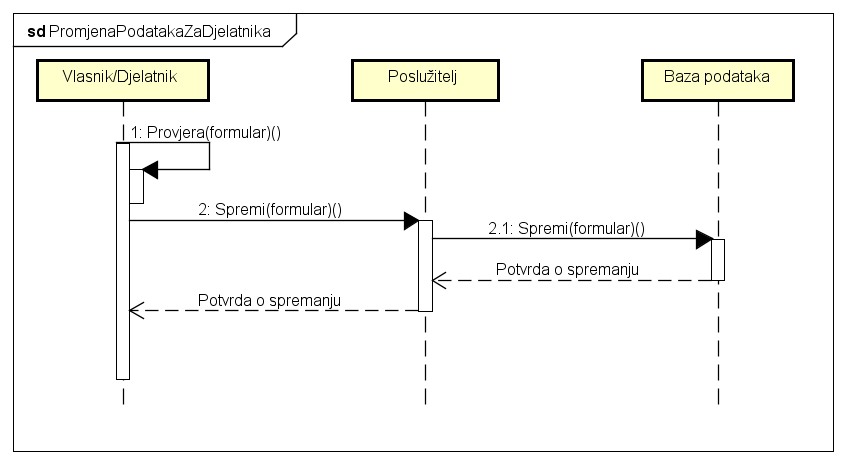 sd PromjenaPodatakaZaDjelatnika
Vlasnik/Djelatnik
Poslužitelj
Baza podataka
1: Provjera(formular)()
2: Spremi(formular)()
2.1: Spremi(formular)()
Potvrda o spremanju
Potvrda o spremanju